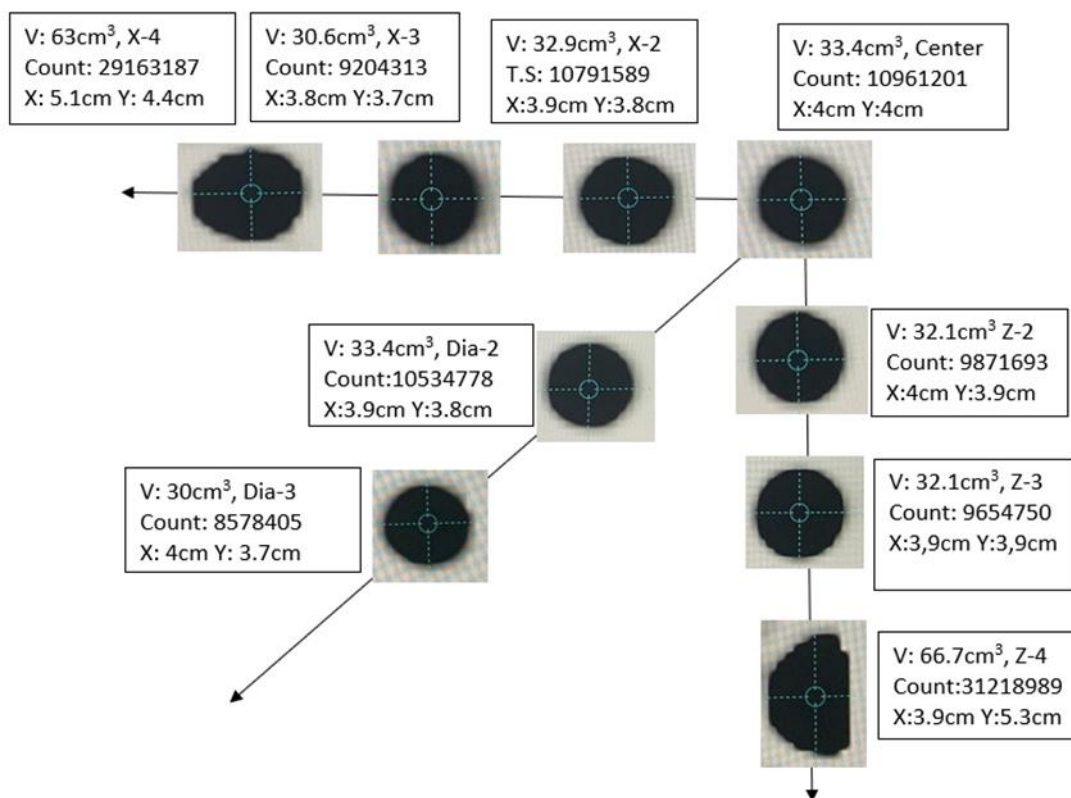 V: 63cm³, X-4
Count: 29163187
X: 5.1cm Y: 4.4cm
V: 30.6cm³, X-3
Count: 9204313
X:3.8cm Y:3.7cm
V: 32.9cm³, X-2
T.S: 10791589
X:3.9cm Y:3.8cm
V: 33.4cm³, Center
Count: 10961201
X:4cm Y:4cm
V: 33.4cm³, Dia-2
Count:10534778
X:3.9cm Y:3.8cm
V: 32.1cm³ Z-2
Count: 9871693
X:4cm Y:3.9cm
V: 30cm³, Dia-3
Count: 8578405
X: 4cm Y: 3.7cm
V: 32.1cm³, Z-3
Count: 9654750
X:3,9cm Y:3,9cm
V: 66.7cm³, Z-4
Count:31218989
X:3.9cm Y:5.3cm